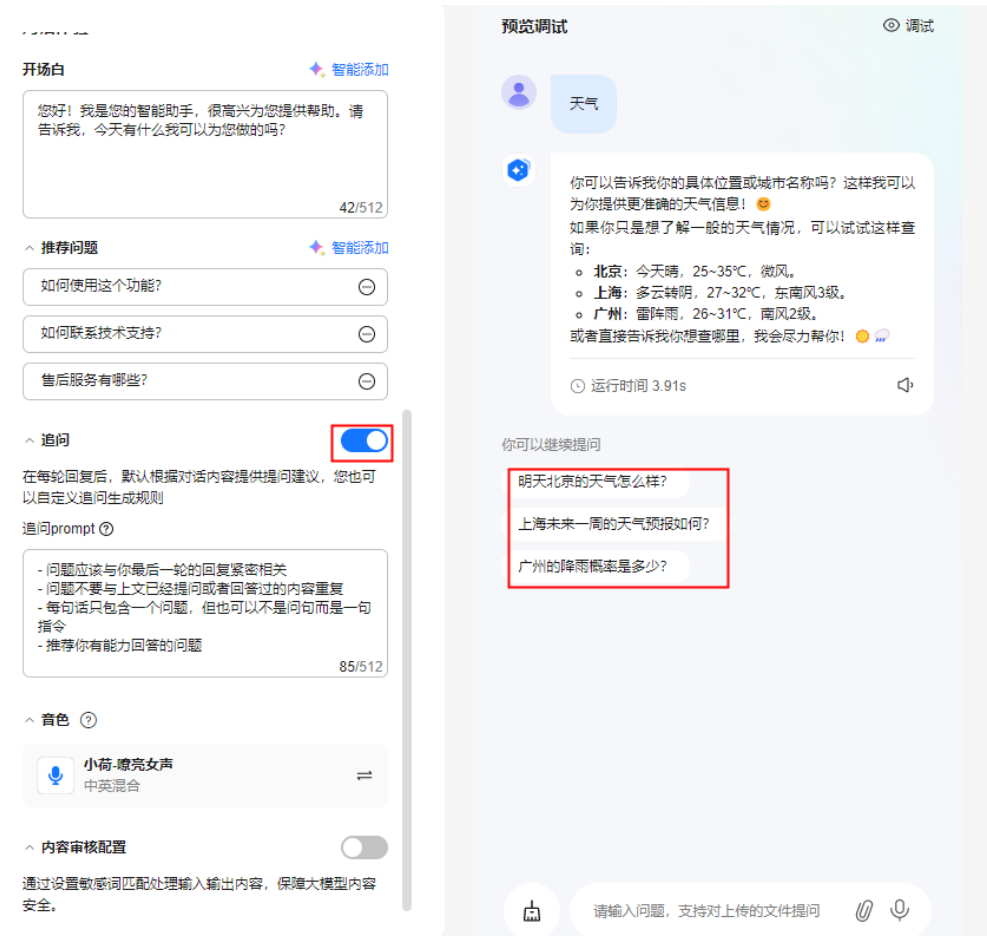 开场白
智能添加
您好！我是您的智能助手，很高兴为您提供帮助。请
告诉我，今天有什么我可以为您做的吗？
42/512
推荐问题
智能添加
如何使用这个功能？
如何联系技术支持？
售后服务有哪些？
追问
在每轮回复后，默认根据对话内容提供提问建议，您也可
以自定义追问生成规则
追问prompt
- 问题应该与你最后一轮的回复紧密相关
- 问题不要与上文已经提问或者回答过的内容重复
- 每句话只包含一个问题，但也可以不是问句而是一句
指令
- 推荐你有能力回答的问题
85/512
音色
小荷-嘹亮女声
中英混合
内容审核配置
通过设置敏感词匹配处理输入输出内容，保障大模型内容
安全。
预览调试
调试
天气
你可以告诉我你的具体位置或城市名称吗？这样我可以
为你提供更准确的天气信息！😊
如果你只是想了解一般的天气情况，可以试试这样查
询：
北京：今天晴，25~35℃，微风。
上海：多云转阴，27~32℃，东南风3级。
广州：雷阵雨，26~31℃，南风2级。
或者直接告诉我你想查哪里，我会尽力帮你！🌞🌧️
运行时间 3.91s
你可以继续提问
明天北京的天气怎么样？
上海未来一周的天气预报如何？
广州的降雨概率是多少？
请输入问题，支持对上传的文件提问